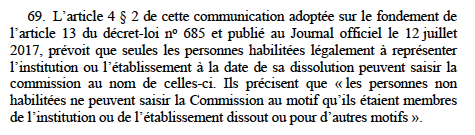 69. L’article 4 § 2 de cette communication adoptée sur le fondement de
l’article 13 du décret-loi nº 685 et publié au Journal officiel le 12 juillet
2017, prévoit que seules les personnes habilitées légalement à représenter
l’institution ou l’établissement à la date de sa dissolution peuvent saisir la
commission au nom de celles-ci. Ils précisent que « les personnes non
habilitées ne peuvent saisir la Commission au motif qu’ils étaient membres
de l’institution ou de l’établissement dissout ou pour d’autres motifs ».